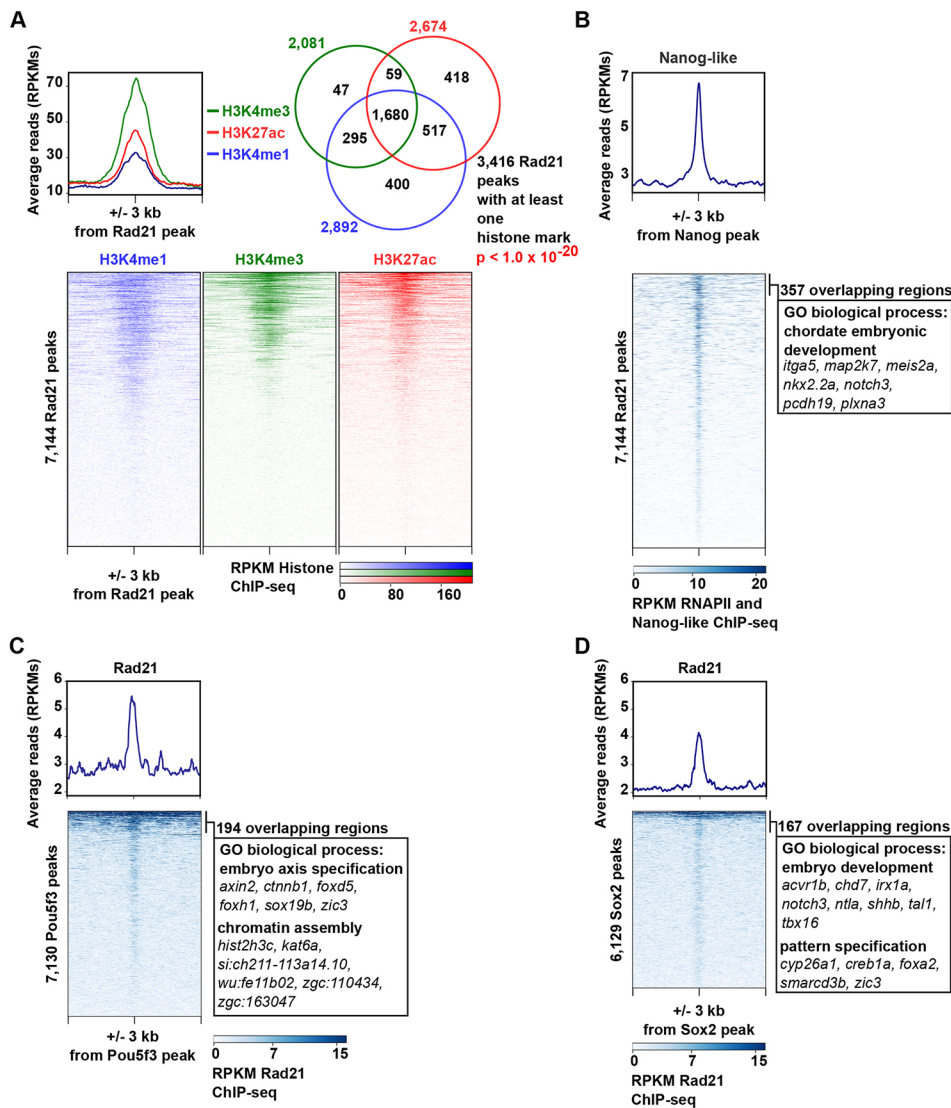 A
Average reads (RPKMs)
70
50
30
10
+/- 3 kb
from Rad21 peak
H3K4me3
H3K27ac
H3K4me1
2,081
2,674
47
59
418
1,680
295
517
400
2,892
3,416 Rad21
peaks
with at least
one
histone mark
p < 1.0 x 10-20
H3K4me1
H3K4me3
H3K27ac
7,144 Rad21 peaks
+/- 3 kb
from Rad21 peak
RPKM Histone
ChIP-seq
0
80
160
B
Nanog-like
Average reads (RPKMs)
7
5
3
+/- 3 kb
from Nanog peak
7,144 Rad21 peaks
357 overlapping regions
GO biological process:
chordate embryonic
development
itga5, map2k7, meis2a,
nkx2.2a, notch3,
pcdh19, plxna3
0
10
20
RPKM RNAPII and
Nanog-like ChIP-seq
C
Rad21
Average reads (RPKMs)
6
5
4
3
2
7,130 Pou5f3 peaks
194 overlapping regions
GO biological process:
embryo axis specification
axin2, ctnnb1, foxd5,
foxh1, sox19b, zic3
chromatin assembly
hist2h3c, kat6a,
si:ch211-113a14.10,
wu:fe11b02, zgc:110434,
zgc:163047
+/- 3 kb
from Pou5f3 peak
0
7
15
RPKM Rad21
ChIP-seq
D
Rad21
Average reads (RPKMs)
6
5
4
3
2
6,129 Sox2 peaks
167 overlapping regions
GO biological process:
embryo development
acvr1b, chd7, irx1a,
notch3, ntla, shhb, tal1,
tbx16
pattern specification
cyp26a1, creb1a, foxa2,
smarcd3b, zic3
+/- 3 kb
from Sox2 peak
0
7
15
RPKM Rad21
ChIP-seq